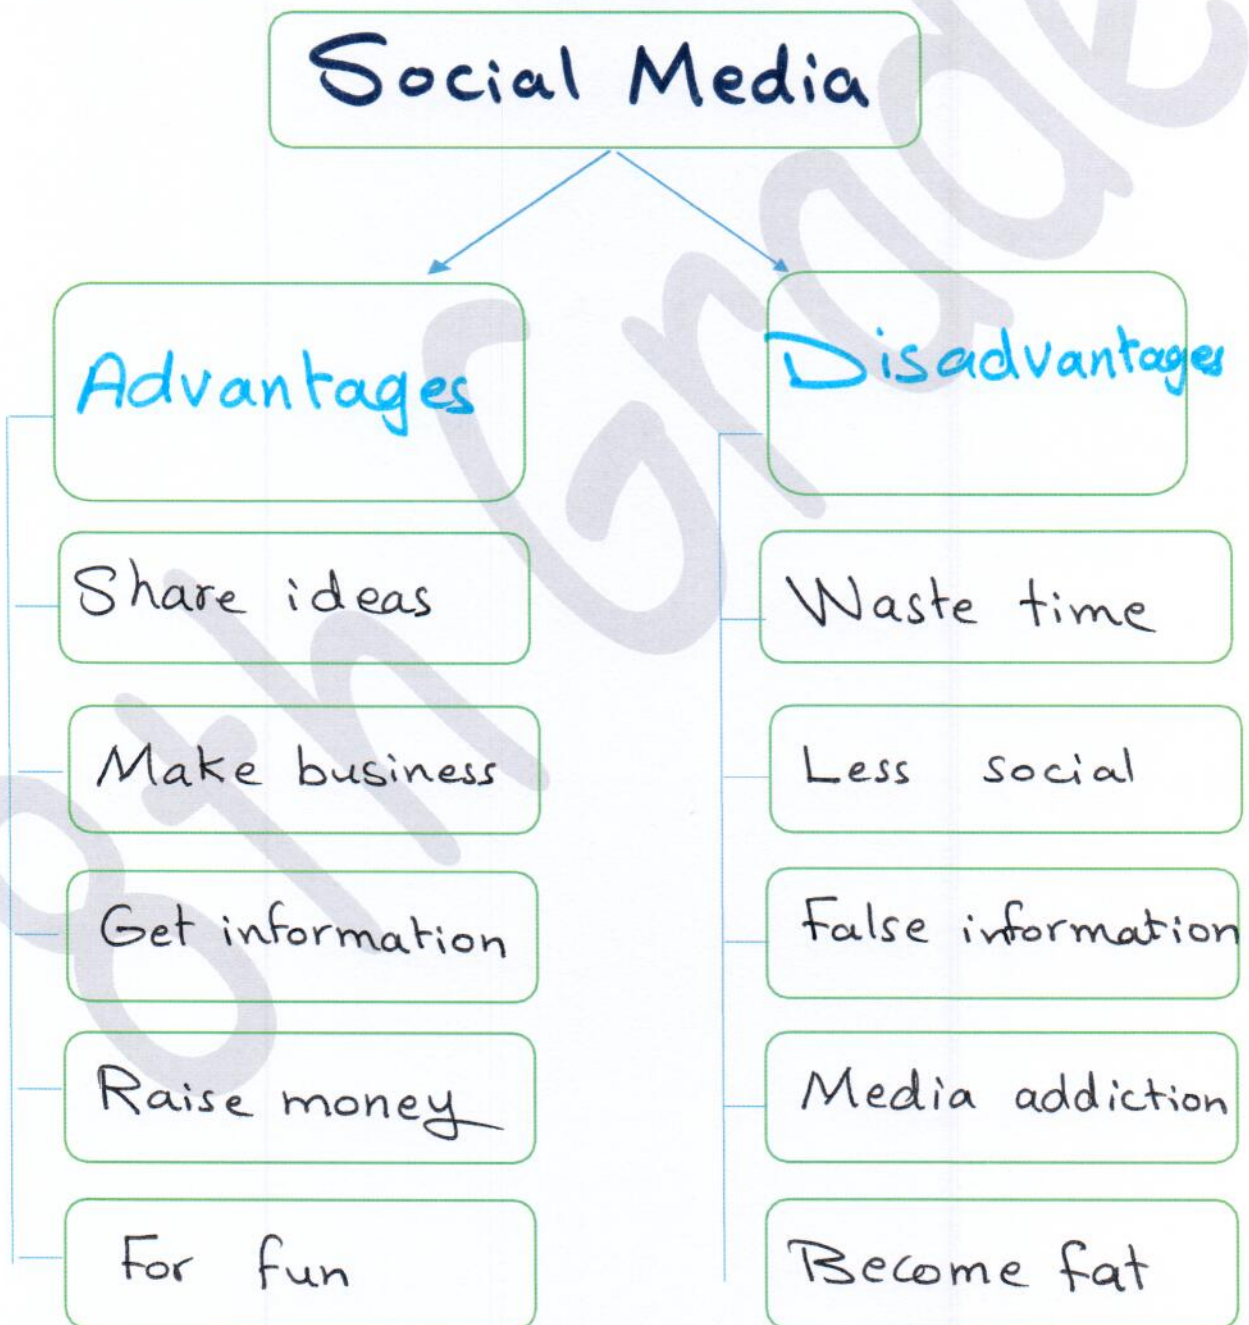 Social Media
Advantages
Disadvantages
Share ideas
Waste time
Make business
Less social
Get information
False information
Raise money
Media addiction
For fun
Become fat
8th Grade